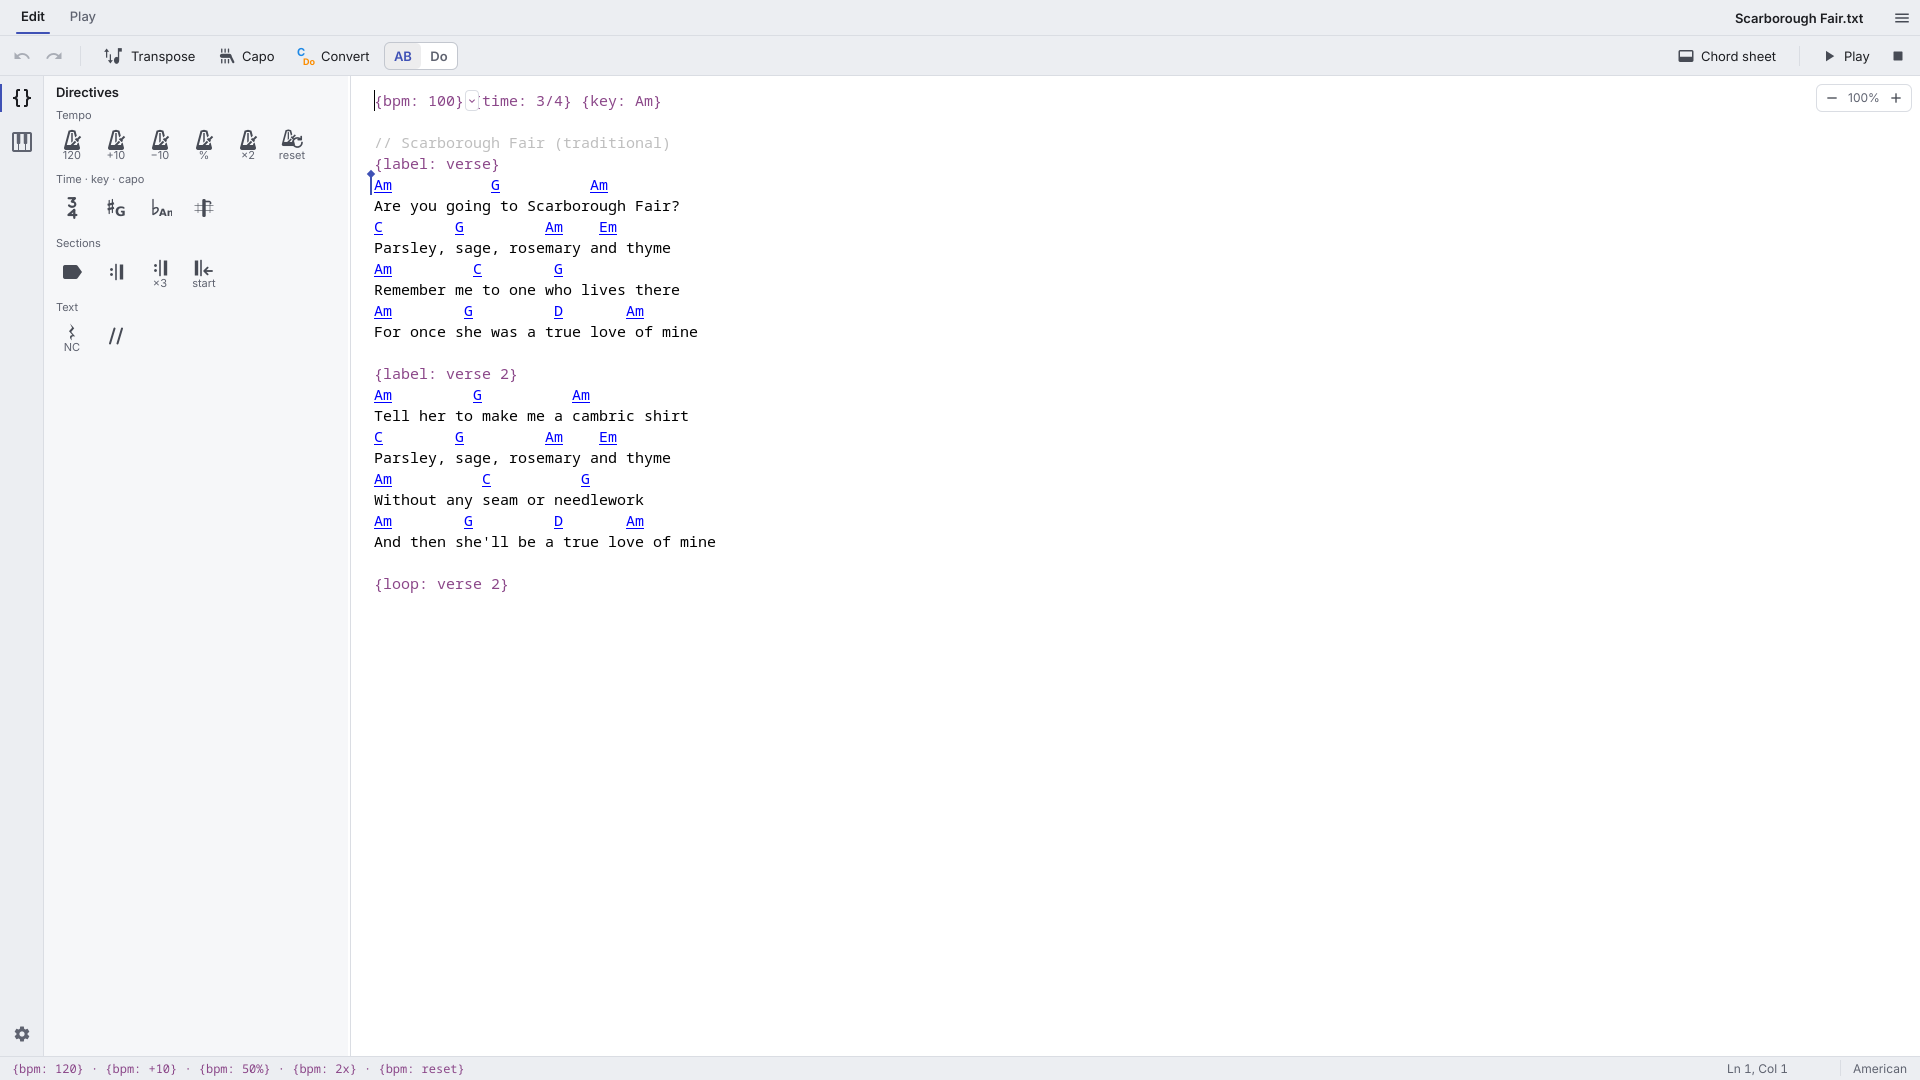 Edit Play Scarborough Fair.txt
Transpose Capo C Do Convert AB Do Chord sheet Play
Directives
Tempo
120 +10 −10 % ×2 reset
Time · key · capo
3 4 ♯G ♭Am
Sections
×3 start
Text
NC //
{bpm: 100} {time: 3/4} {key: Am}
// Scarborough Fair (traditional)
{label: verse}
Am G Am
Are you going to Scarborough Fair?
C G Am Em
Parsley, sage, rosemary and thyme
Am C G
Remember me to one who lives there
Am G D Am
For once she was a true love of mine
{label: verse 2}
Am G Am
Tell her to make me a cambric shirt
C G Am Em
Parsley, sage, rosemary and thyme
Am C G
Without any seam or needlework
Am G D Am
And then she'll be a true love of mine
{loop: verse 2}
− 100% +
{bpm: 120} · {bpm: +10} · {bpm: 50%} · {bpm: 2x} · {bpm: reset} Ln 1, Col 1 American